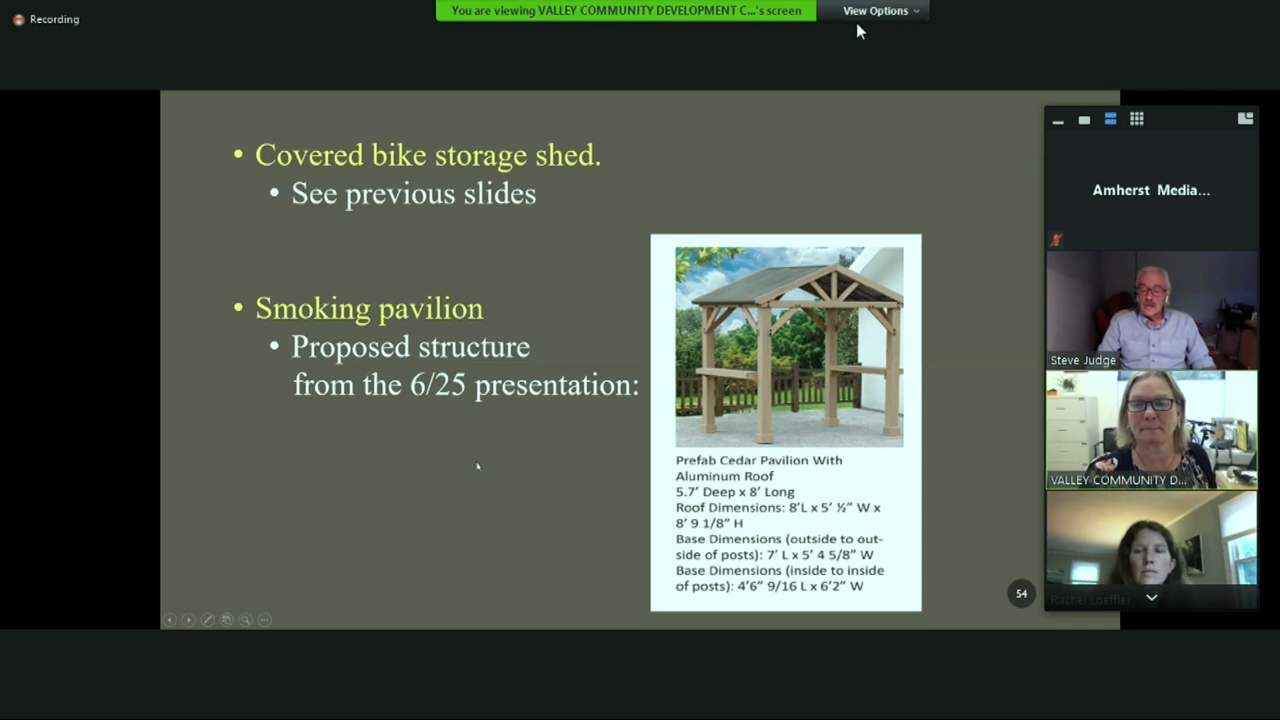 Recording
You are viewing VALLEY COMMUNITY DEVELOPMENT C...'s screen
View Options
• Covered bike storage shed.
• See previous slides
• Smoking pavilion
• Proposed structure
from the 6/25 presentation:
Prefab Cedar Pavilion With
Aluminum Roof
5.7' Deep x 8' Long
Roof Dimensions: 8'L x 5' ½" W x
8' 9 1/8" H
Base Dimensions (outside to out-
side of posts): 7' L x 5' 4 5/8" W
Base Dimensions (inside to inside
of posts): 4'6" 9/16 L x 6'2" W
54
Amherst Media...
Steve Judge
VALLEY COMMUNITY D...
Rachel Loeffler